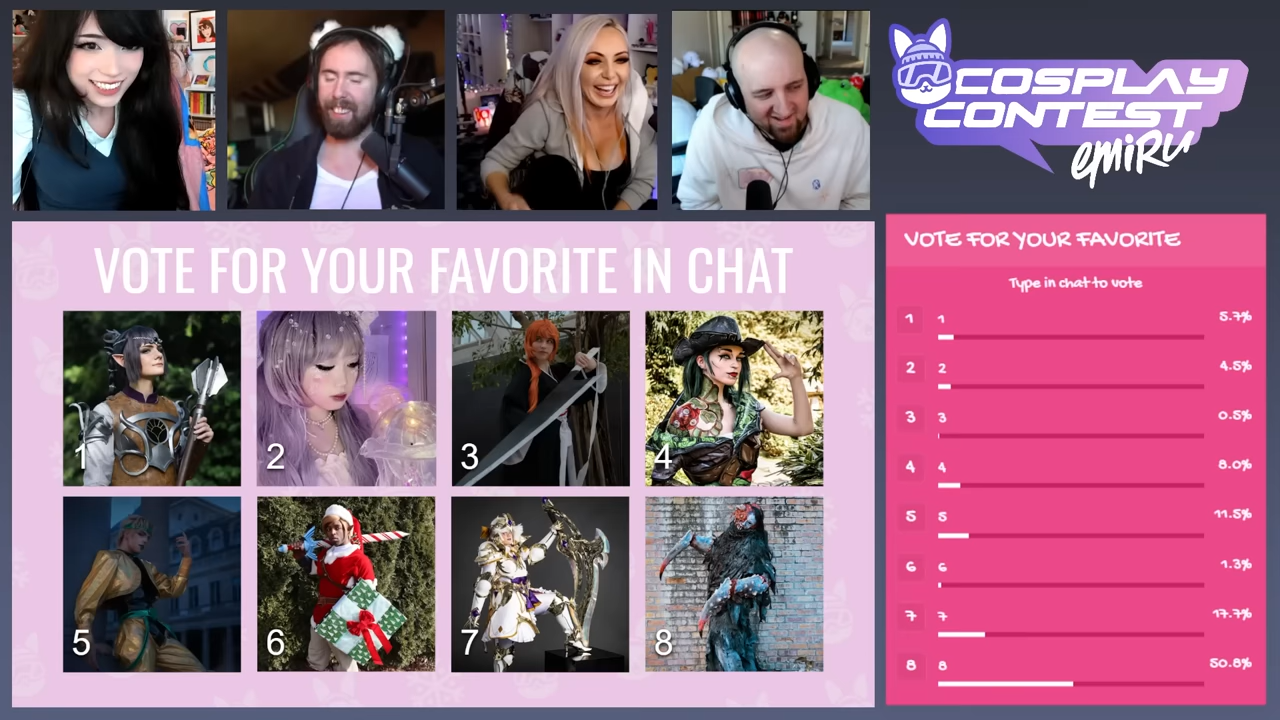 COSPLAY
CONTEST
emiru
VOTE FOR YOUR FAVORITE IN CHAT
1
2
3
4
5
6
7
8
VOTE FOR YOUR FAVORITE
Type in chat to vote
1 1 5.7%
2 2 4.5%
3 3 0.5%
4 4 8.0%
5 5 11.5%
6 6 1.3%
7 7 17.7%
8 8 50.8%